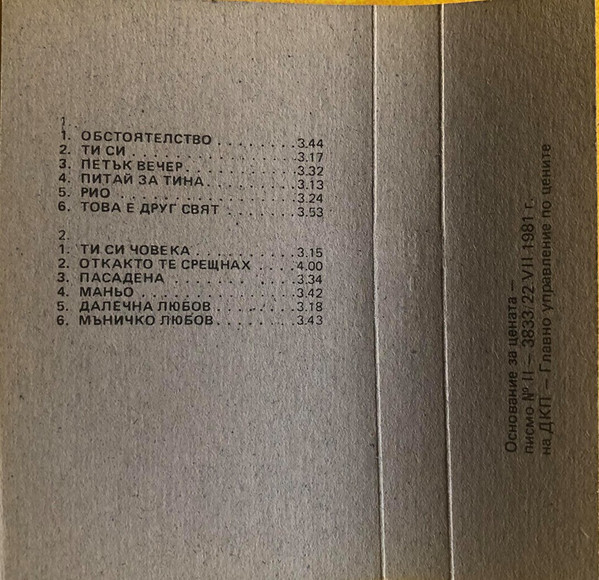 1.
1. ОБСТОЯТЕЛСТВО . . . . . . . . 3.44
2. ТИ СИ . . . . . . . . . . . . . . . . . 3.17
3. ПЕТЪК ВЕЧЕР . . . . . . . . . . . 3.32
4. ПИТАЙ ЗА ТИНА . . . . . . . . . 3.13
5. РИО . . . . . . . . . . . . . . . . . . 3.24
6. ТОВА Е ДРУГ СВЯТ . . . . . . . 3.53
2.
1. ТИ СИ ЧОВЕКА . . . . . . . . . . 3.15
2. ОТКАКТО ТЕ СРЕЩНАХ . . . . 4.00
3. ПАСАДЕНА . . . . . . . . . . . . . 3.34
4. МАНЬО . . . . . . . . . . . . . . . 3.42
5. ДАЛЕЧНА ЛЮБОВ . . . . . . . . 3.18
6. МЪНИЧКО ЛЮБОВ . . . . . . . . 3.43
Основание за цената —
писмо № II — 3833/22 VII 1981 г.
на ДКП — Главно управление по цените